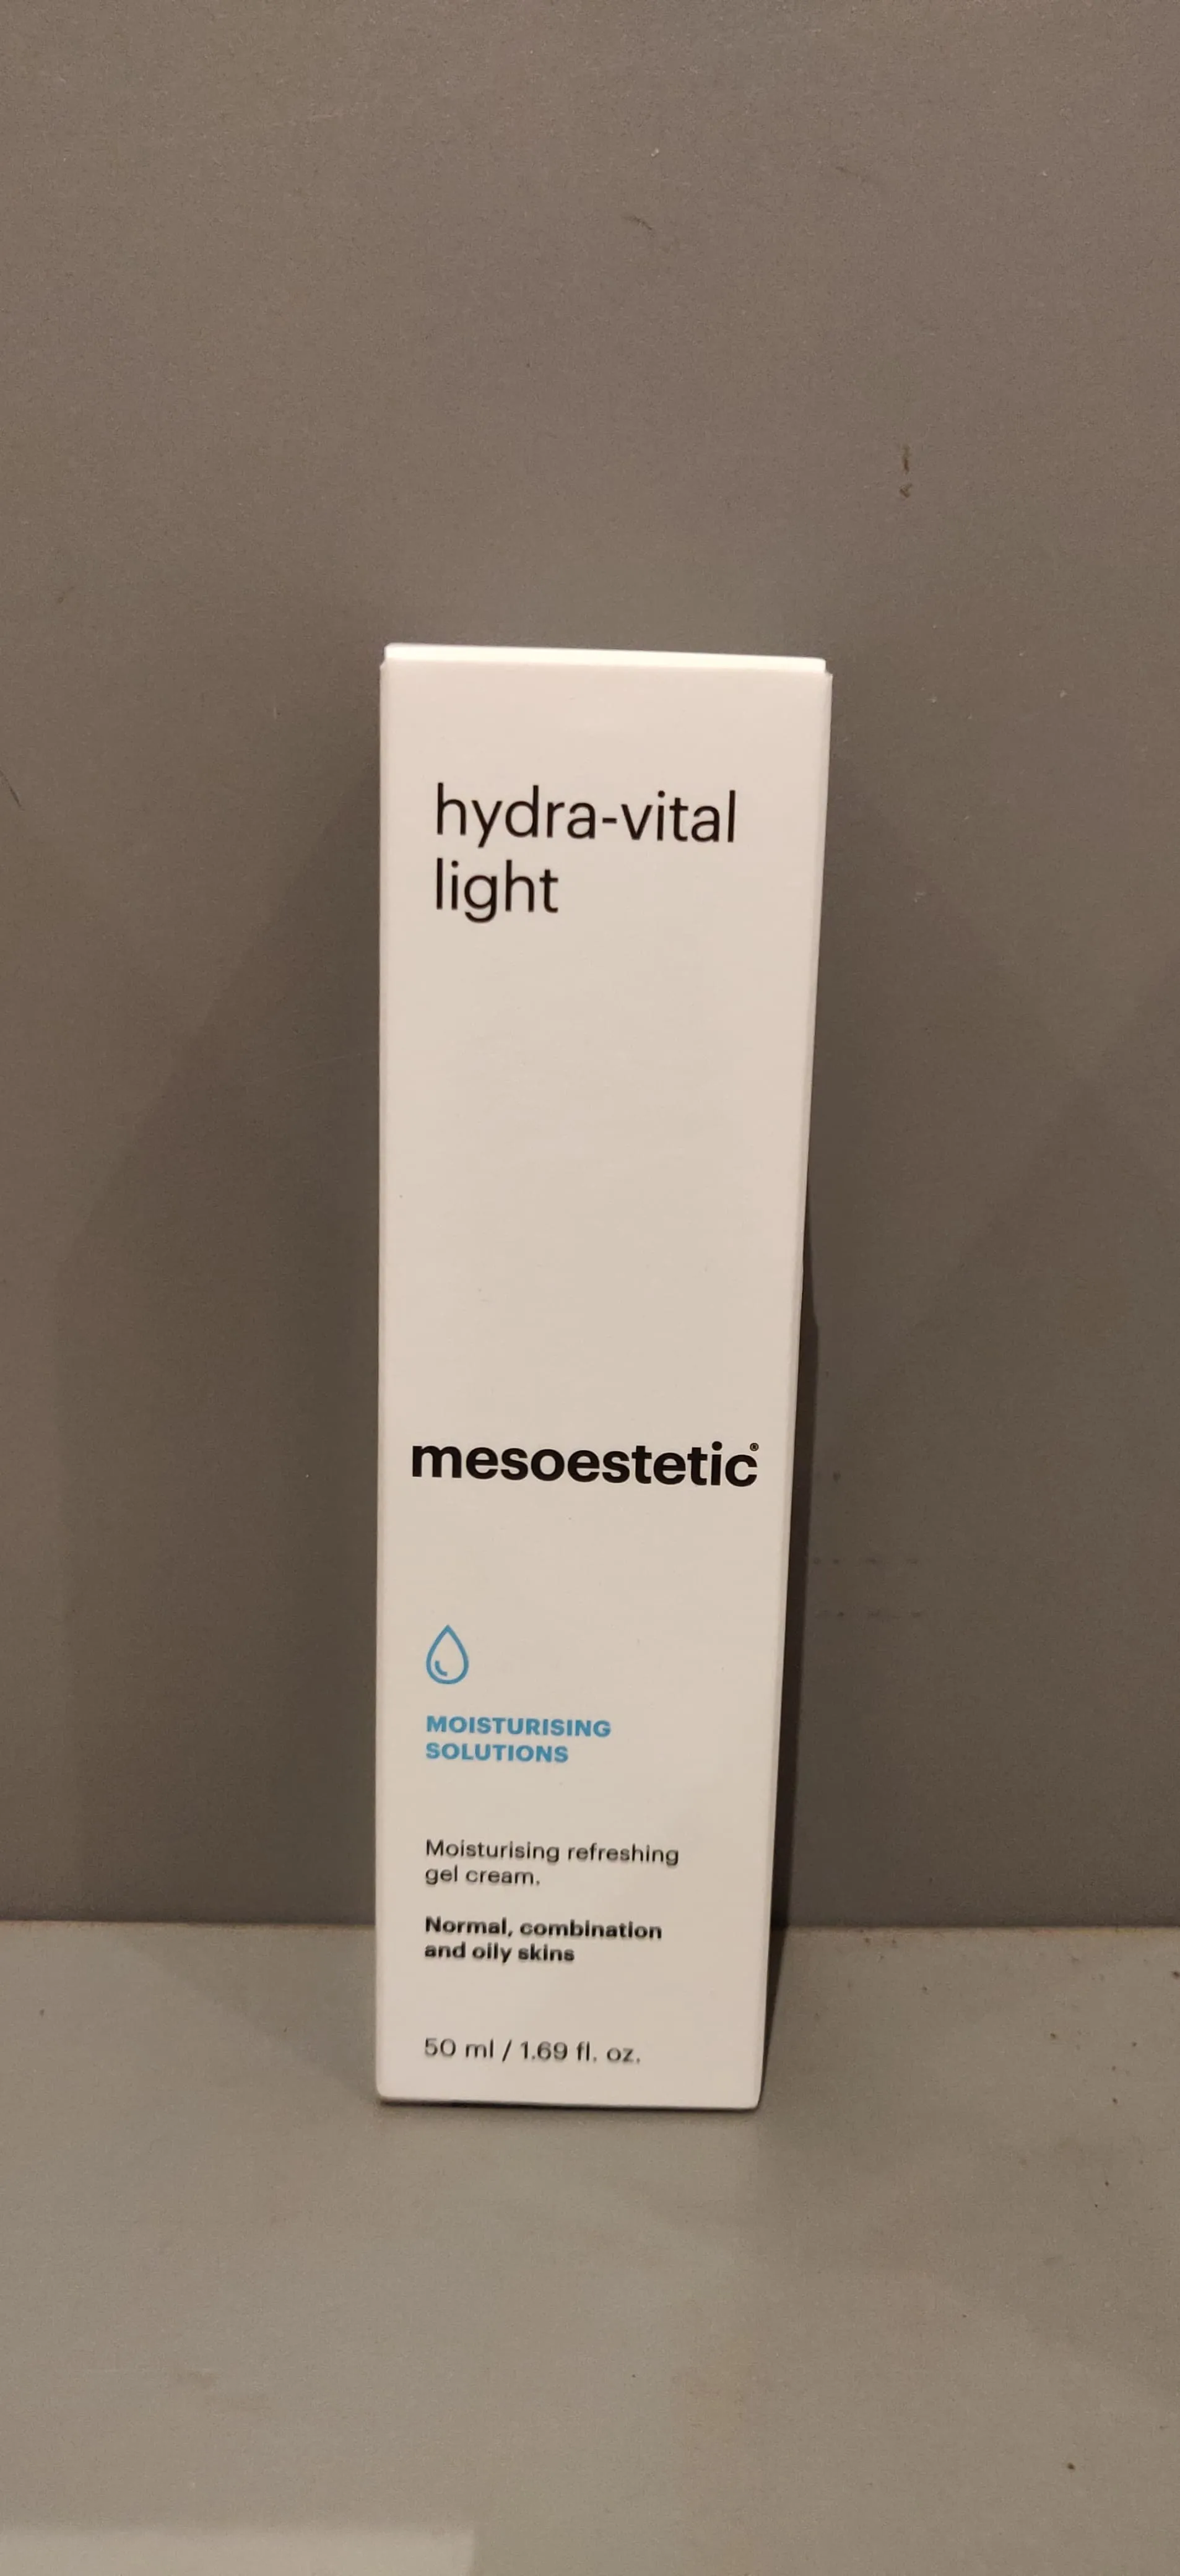 hydra-vital
light
mesoestetic®
MOISTURISING
SOLUTIONS
Moisturising refreshing
gel cream.
Normal, combination
and oily skins
50 ml / 1.69 fl. oz.